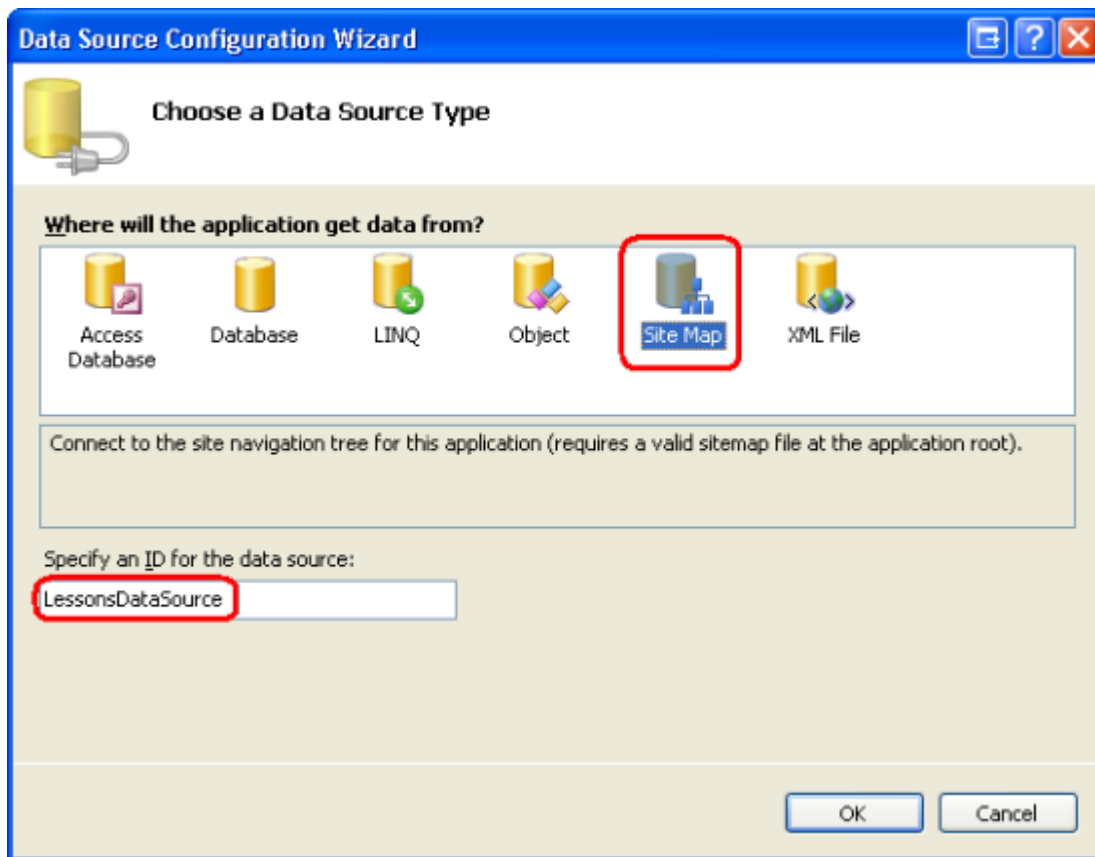 Data Source Configuration Wizard
Choose a Data Source Type
Where will the application get data from?
Access Database
Database
LINQ
Object
Site Map
XML File
Connect to the site navigation tree for this application (requires a valid sitemap file at the application root).
Specify an ID for the data source:
LessonsDataSource
OK
Cancel